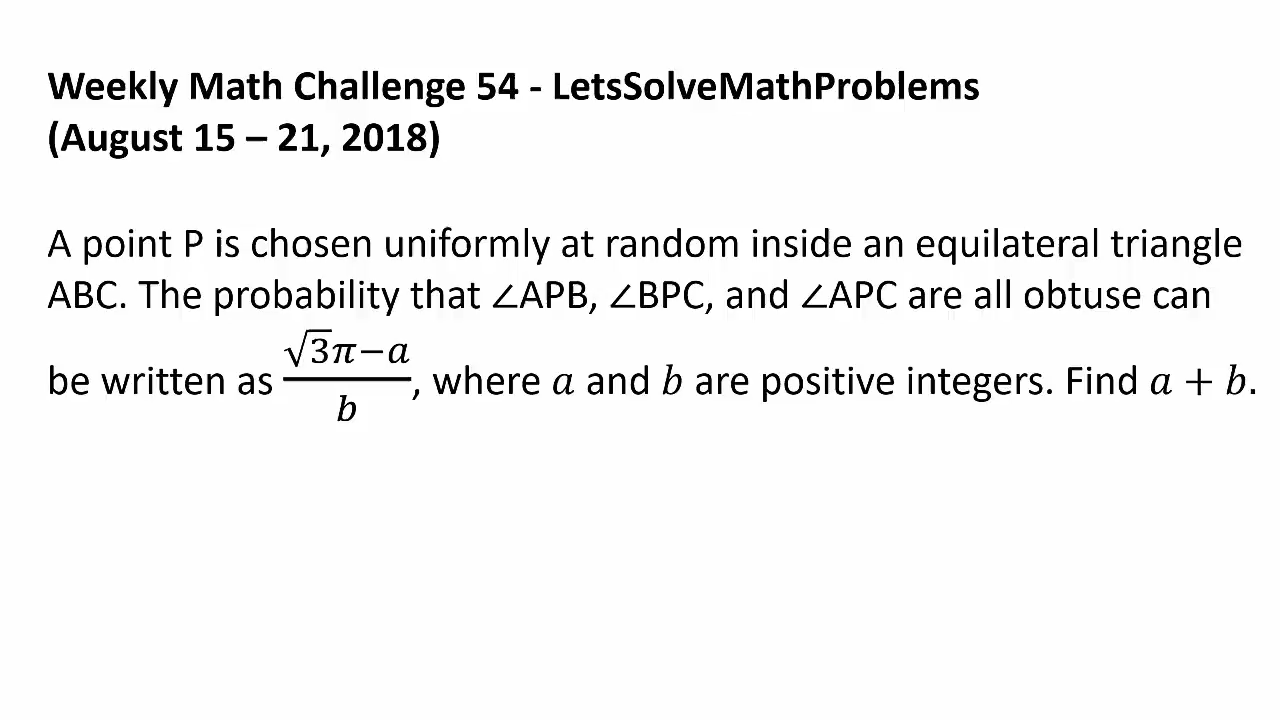 Weekly Math Challenge 54 - LetsSolveMathProblems
(August 15 – 21, 2018)
A point P is chosen uniformly at random inside an equilateral triangle
ABC. The probability that ∠APB, ∠BPC, and ∠APC are all obtuse can
be written as (√3π−a)/b, where a and b are positive integers. Find a + b.